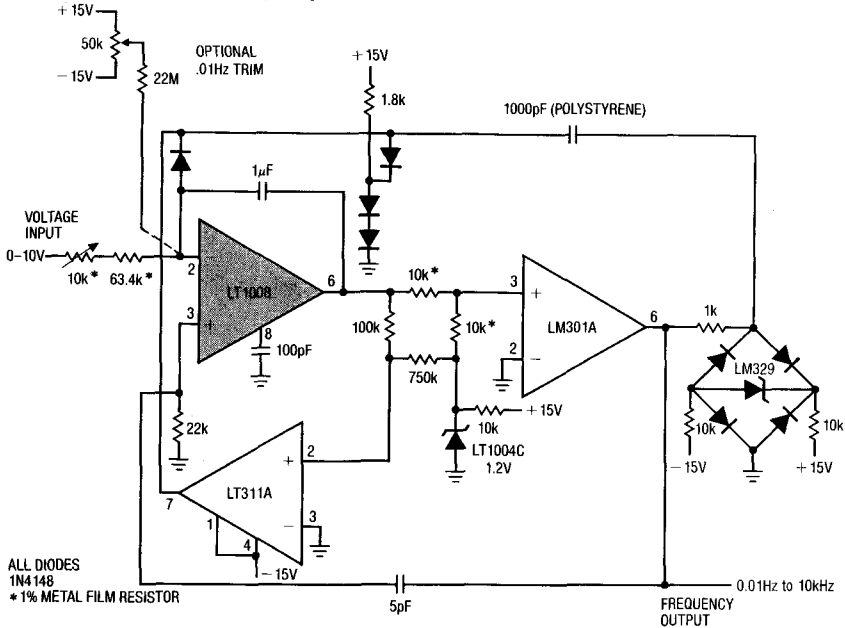 + 15V
50k
− 15V
22M
OPTIONAL
.01Hz TRIM
+ 15V
1.8k
1000pF (POLYSTYRENE)
1µF
VOLTAGE
INPUT
0–10V
10k*
63.4k*
−
2
LT1008
6
3
+
8
100pF
22k
10k*
100k
10k*
750k
+ 15V
10k
LT1004C
1.2V
3
+
LM301A
6
2
−
1k
LM329
10k
10k
− 15V
+ 15V
2
+
LT311A
7
1
−
3
4
− 15V
ALL DIODES
1N4148
* 1% METAL FILM RESISTOR
5pF
0.01Hz to 10kHz
FREQUENCY
OUTPUT